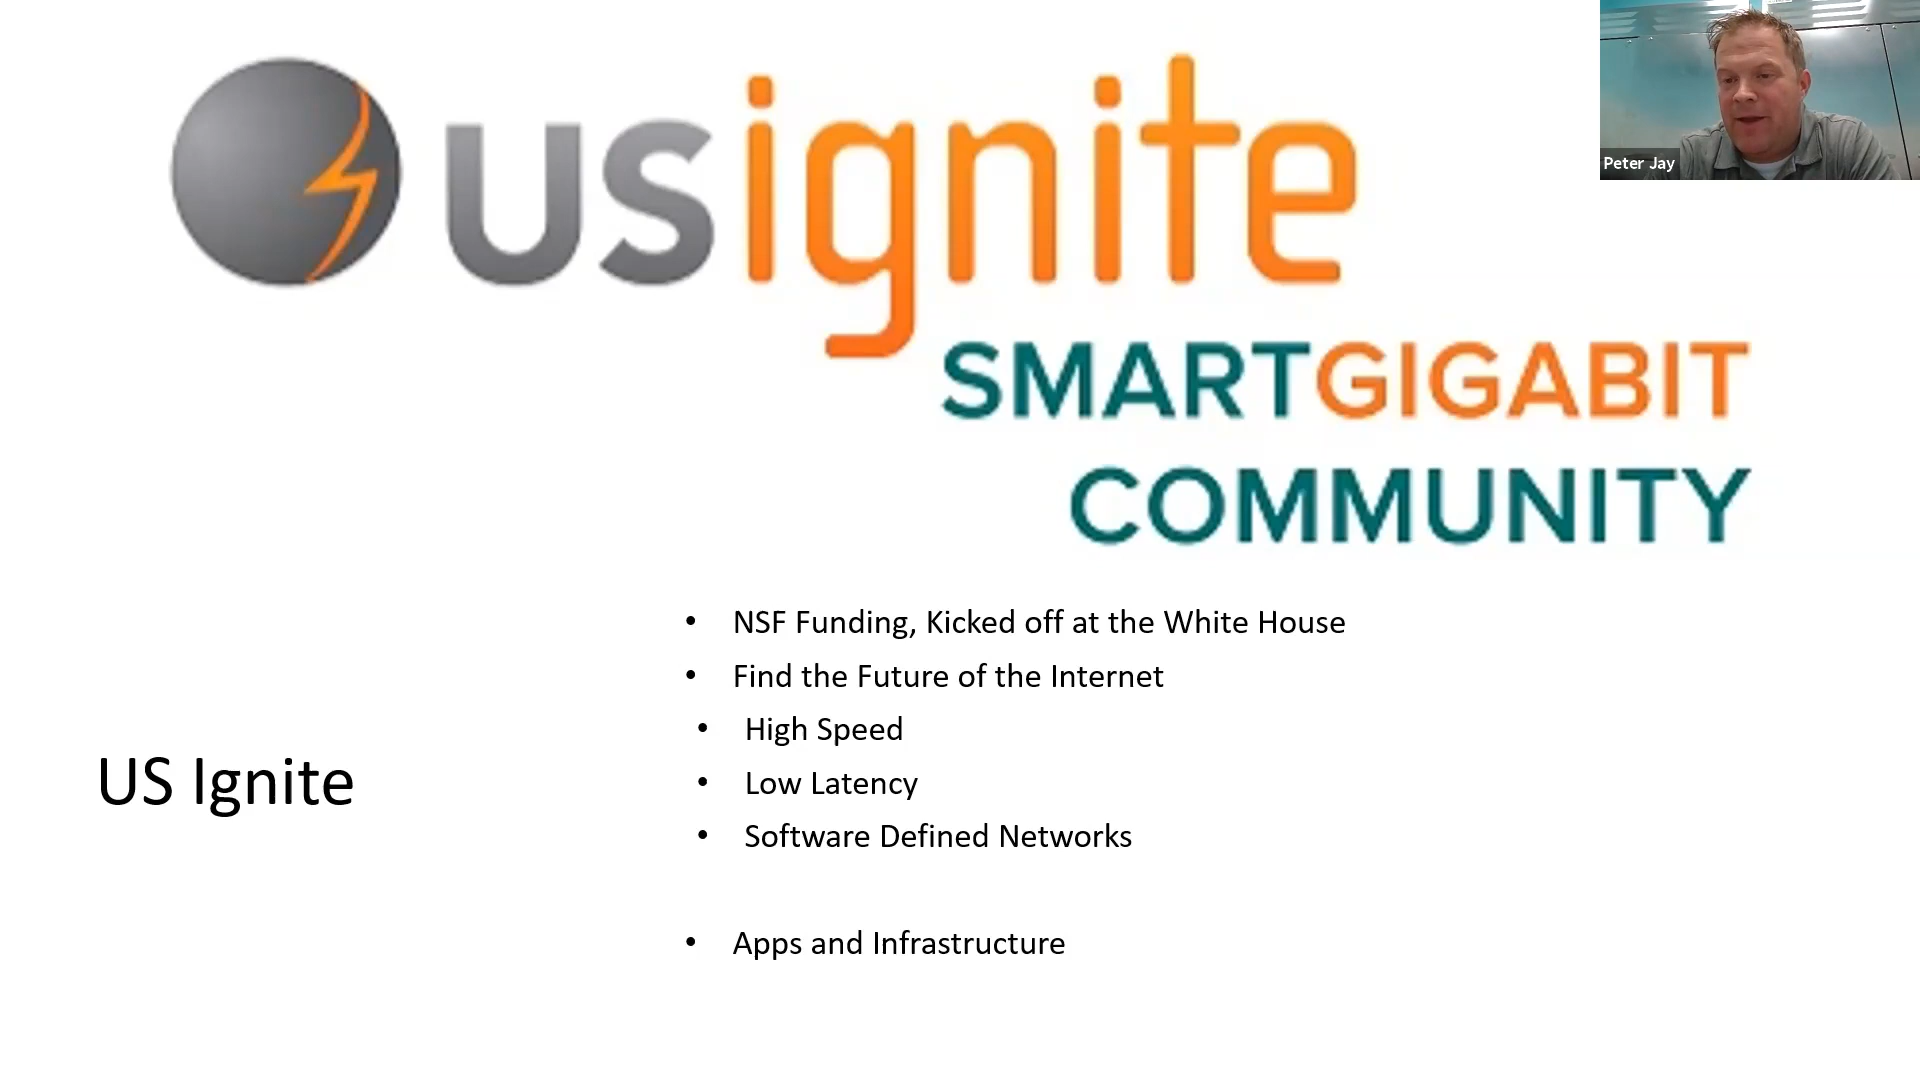 usignite
SMARTGIGABIT
COMMUNITY
Peter Jay
US Ignite
• NSF Funding, Kicked off at the White House
• Find the Future of the Internet
• High Speed
• Low Latency
• Software Defined Networks
• Apps and Infrastructure